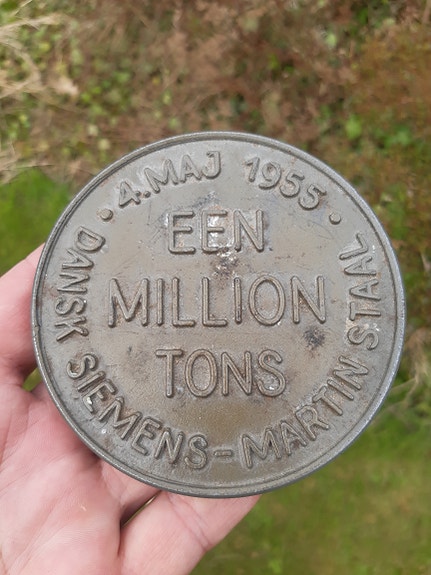 • 4. MAJ 1955 •
EEN
MILLION
TONS
DANSK SIEMENS-MARTIN STAAL